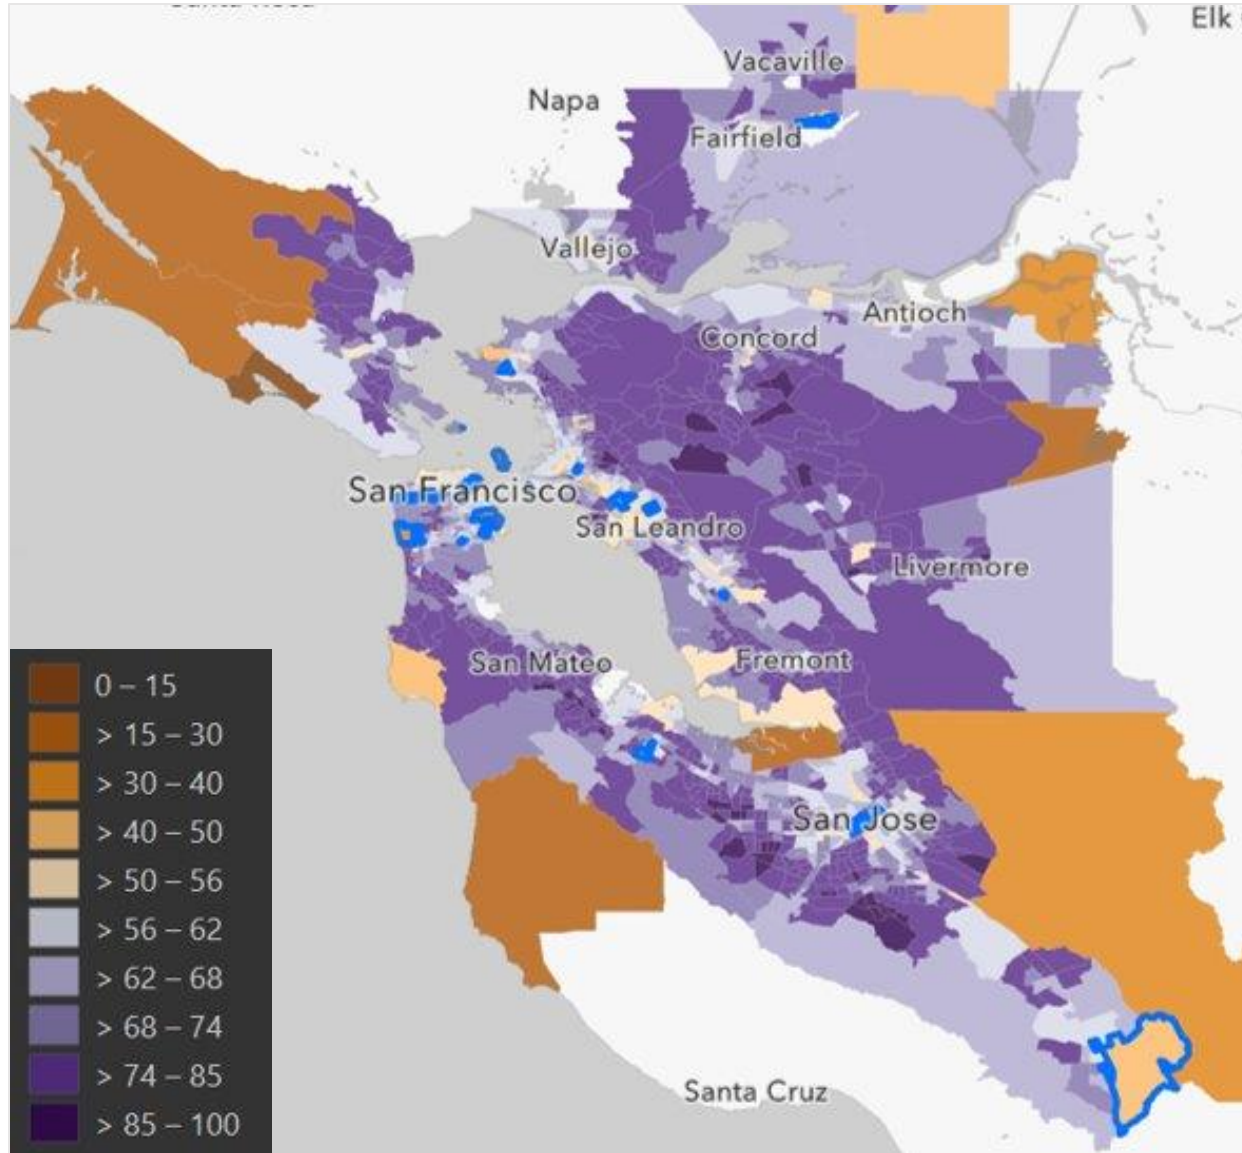 Elk
Vacaville
Napa
Fairfield
Vallejo
Antioch
Concord
San Francisco
San Leandro
Livermore
San Mateo
Fremont
San Jose
Santa Cruz
0 – 15
> 15 – 30
> 30 – 40
> 40 – 50
> 50 – 56
> 56 – 62
> 62 – 68
> 68 – 74
> 74 – 85
> 85 – 100